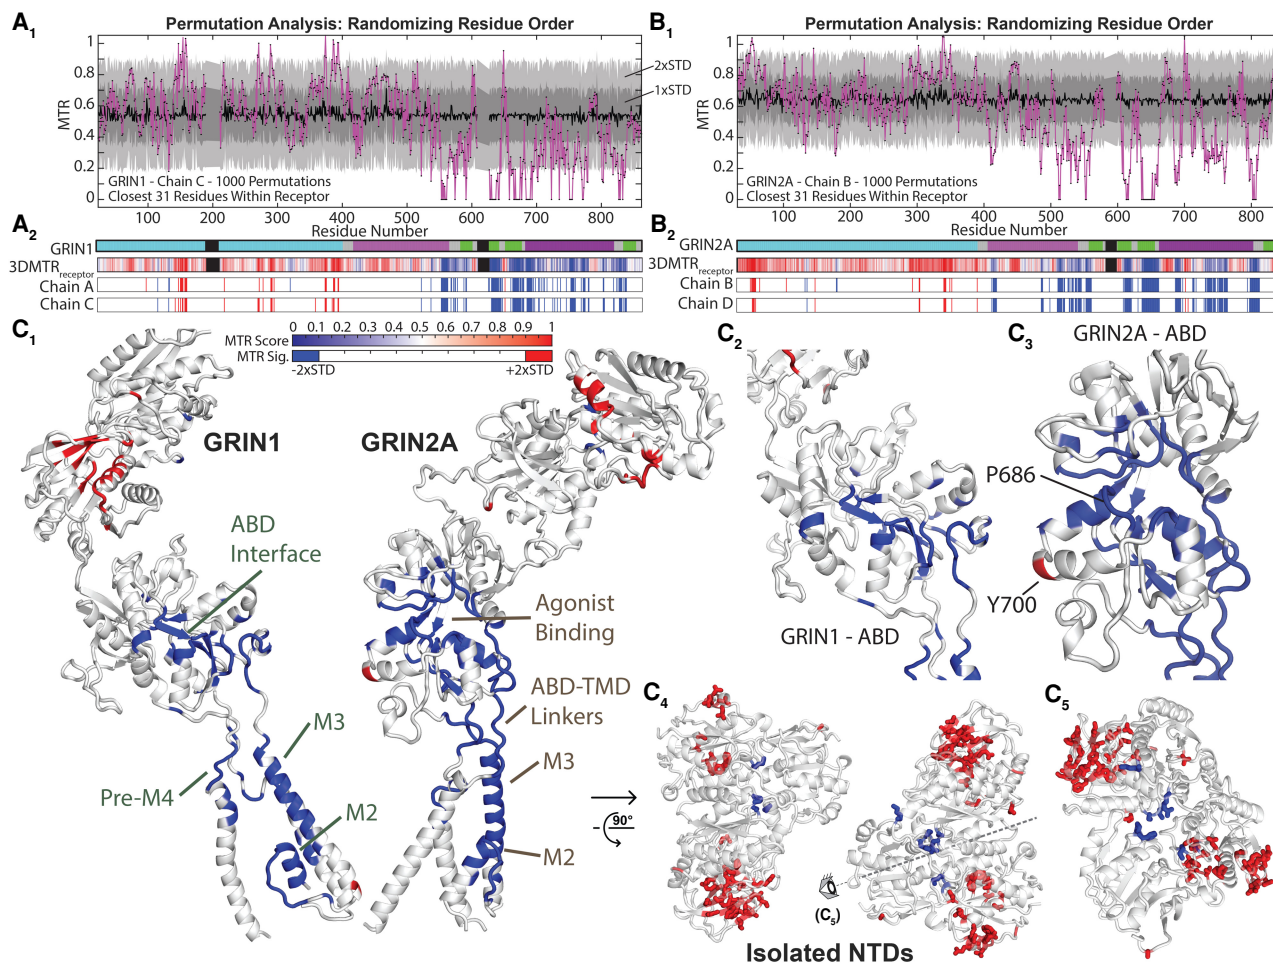 A1
Permutation Analysis: Randomizing Residue Order
MTR
1
0.8
0.6
0.4
0.2
0
2xSTD
1xSTD
GRIN1 - Chain C - 1000 Permutations
Closest 31 Residues Within Receptor
100 200 300 400 500 600 700 800
Residue Number
B1
Permutation Analysis: Randomizing Residue Order
MTR
1
0.8
0.6
0.4
0.2
0
GRIN2A - Chain B - 1000 Permutations
Closest 31 Residues Within Receptor
100 200 300 400 500 600 700 800
Residue Number
A2
GRIN1
3DMTRreceptor
Chain A
Chain C
B2
GRIN2A
3DMTRreceptor
Chain B
Chain D
C1
0 0.1 0.2 0.3 0.4 0.5 0.6 0.7 0.8 0.9 1
MTR Score
MTR Sig.
-2xSTD +2xSTD
GRIN1
GRIN2A
ABD
Interface
Agonist
Binding
ABD-TMD
Linkers
M3
M3
Pre-M4
M2
M2
C2
GRIN1 - ABD
C3
GRIN2A - ABD
P686
Y700
90°
C4
(C5)
Isolated NTDs
C5